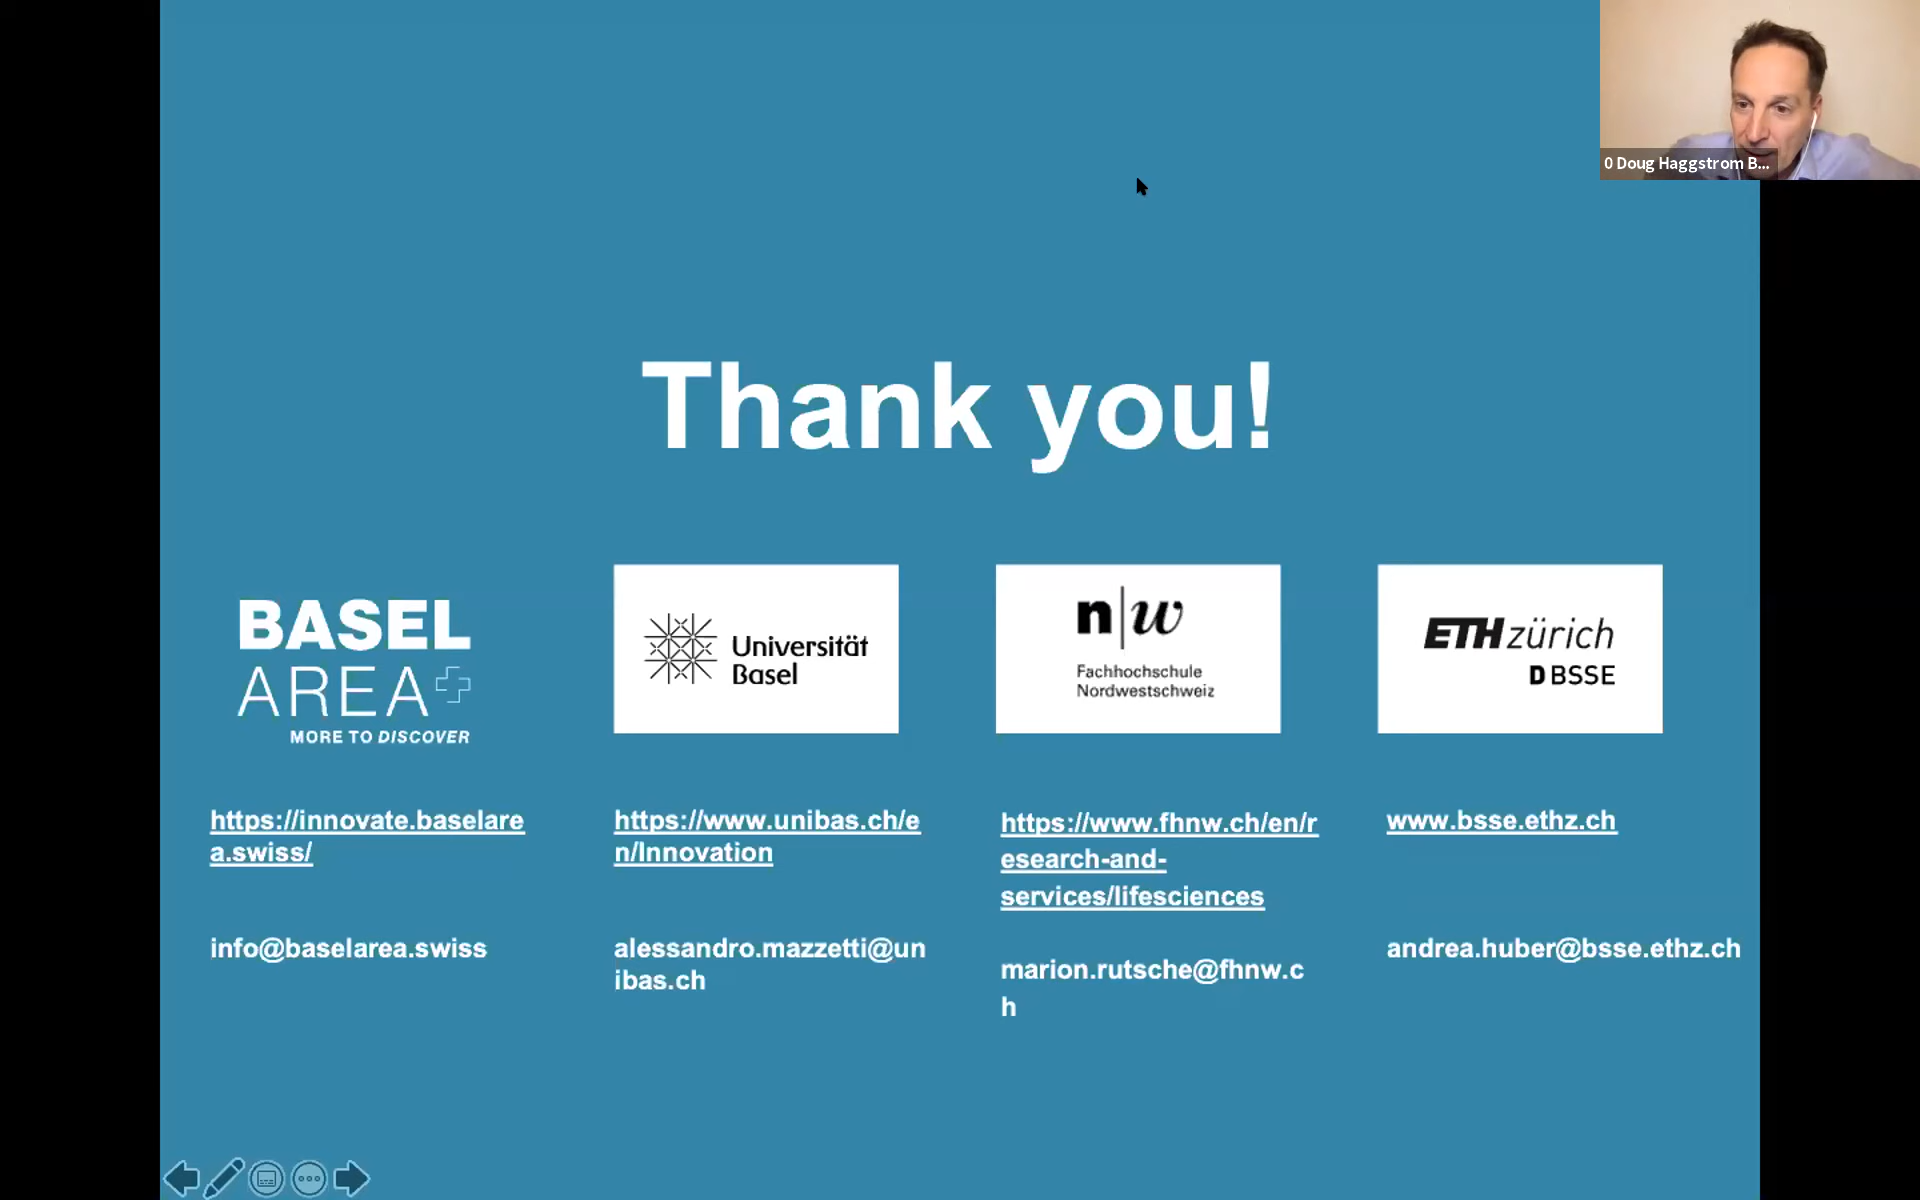 0 Doug Haggstrom B...
Thank you!
BASEL
AREA
MORE TO DISCOVER
Universität
Basel
n|w
Fachhochschule
Nordwestschweiz
ETH zürich
D BSSE
https://innovate.baselare
a.swiss/
info@baselarea.swiss
https://www.unibas.ch/e
n/Innovation
alessandro.mazzetti@un
ibas.ch
https://www.fhnw.ch/en/r
esearch-and-
services/lifesciences
marion.rutsche@fhnw.c
h
www.bsse.ethz.ch
andrea.huber@bsse.ethz.ch